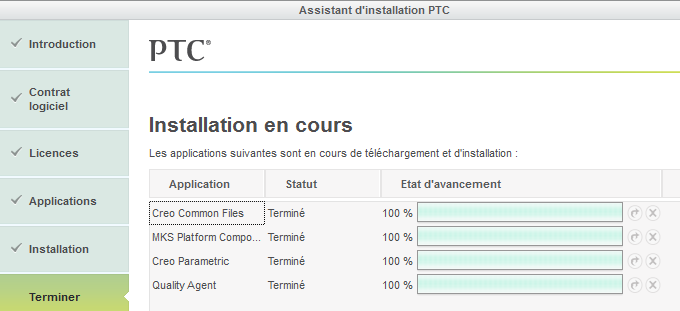 Assistant d'installation PTC
Introduction
Contrat
logiciel
Licences
Applications
Installation
Terminer
PTC®
Installation en cours
Les applications suivantes sont en cours de téléchargement et d'installation :
Application Statut Etat d'avancement
Creo Common Files Terminé 100 %
MKS Platform Compo... Terminé 100 %
Creo Parametric Terminé 100 %
Quality Agent Terminé 100 %